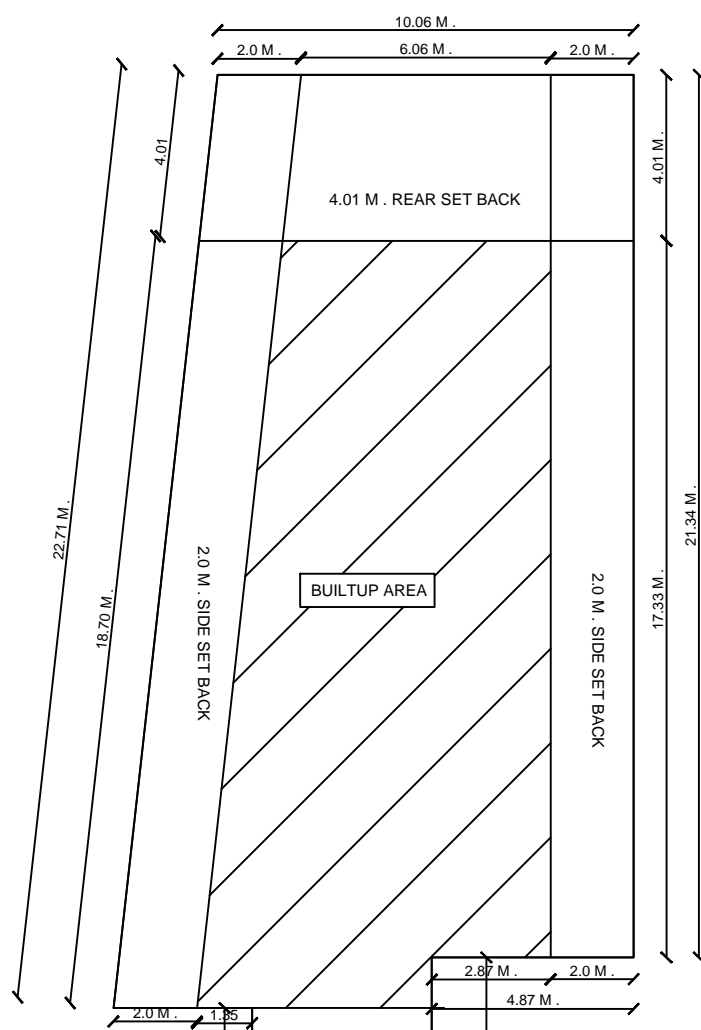 10.06 M .
2.0 M .
6.06 M .
2.0 M .
4.01
4.01 M .
4.01 M . REAR SET BACK
22.71 M .
18.70 M .
2.0 M . SIDE SET BACK
BUILTUP AREA
2.0 M . SIDE SET BACK
17.33 M .
21.34 M .
2.87 M .
2.0 M .
2.0 M .
1.35
4.87 M .